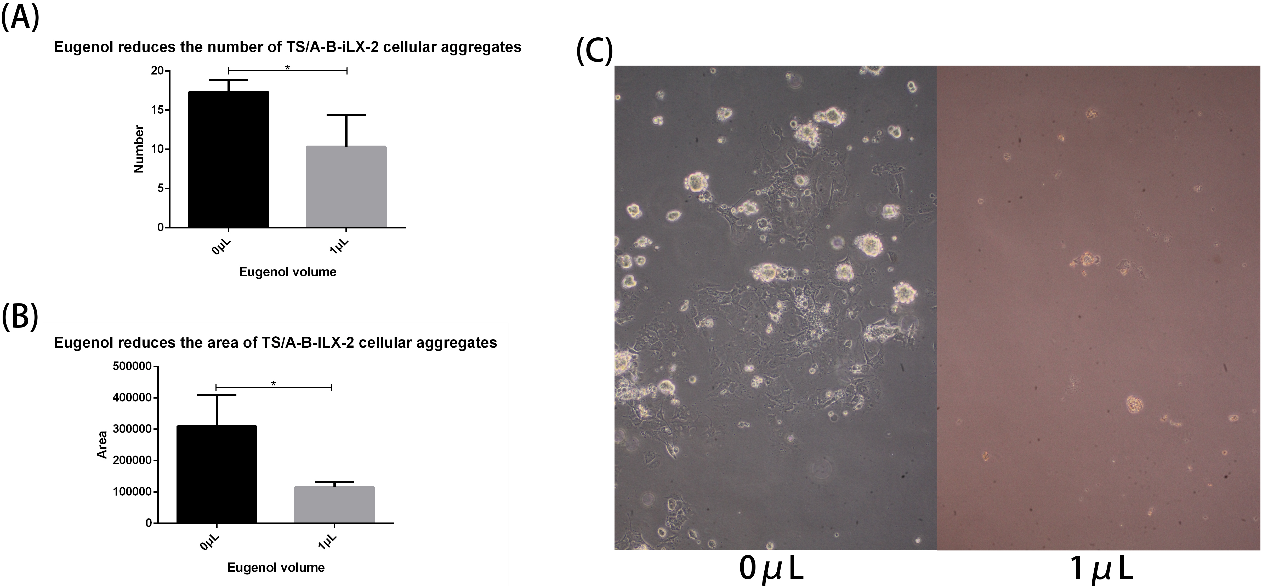 (A)
Eugenol reduces the number of TS/A-B-iLX-2 cellular aggregates
*
20
15
10
5
0
Number
0μL
1μL
Eugenol volume
(B)
Eugenol reduces the area of TS/A-B-ILX-2 cellular aggregates
*
500000
400000
300000
200000
100000
0
Area
0μL
1μL
Eugenol volume
(C)
0 μ L
1 μ L